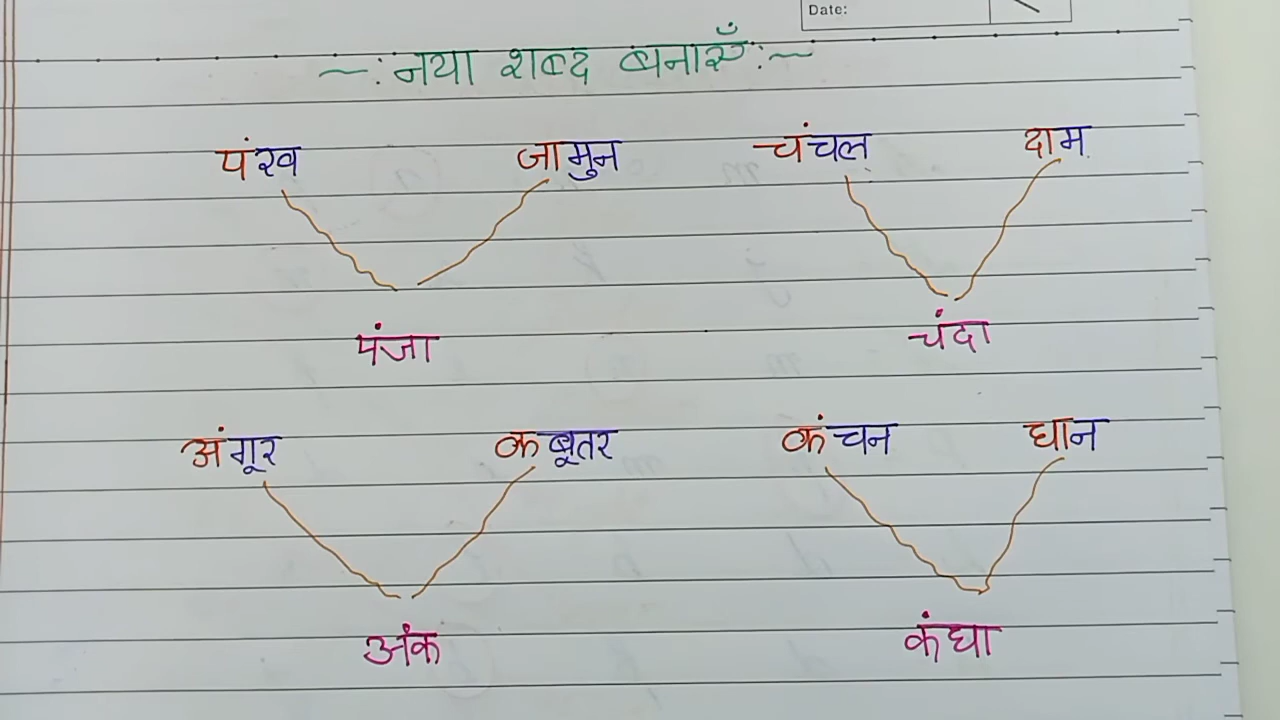 Date:
~: नया शब्द बनाएँ :~
पंख जामुन चंचल दाम
पंजा चंदा
अंगूर कबूतर कंचन घान
अंक कंघा